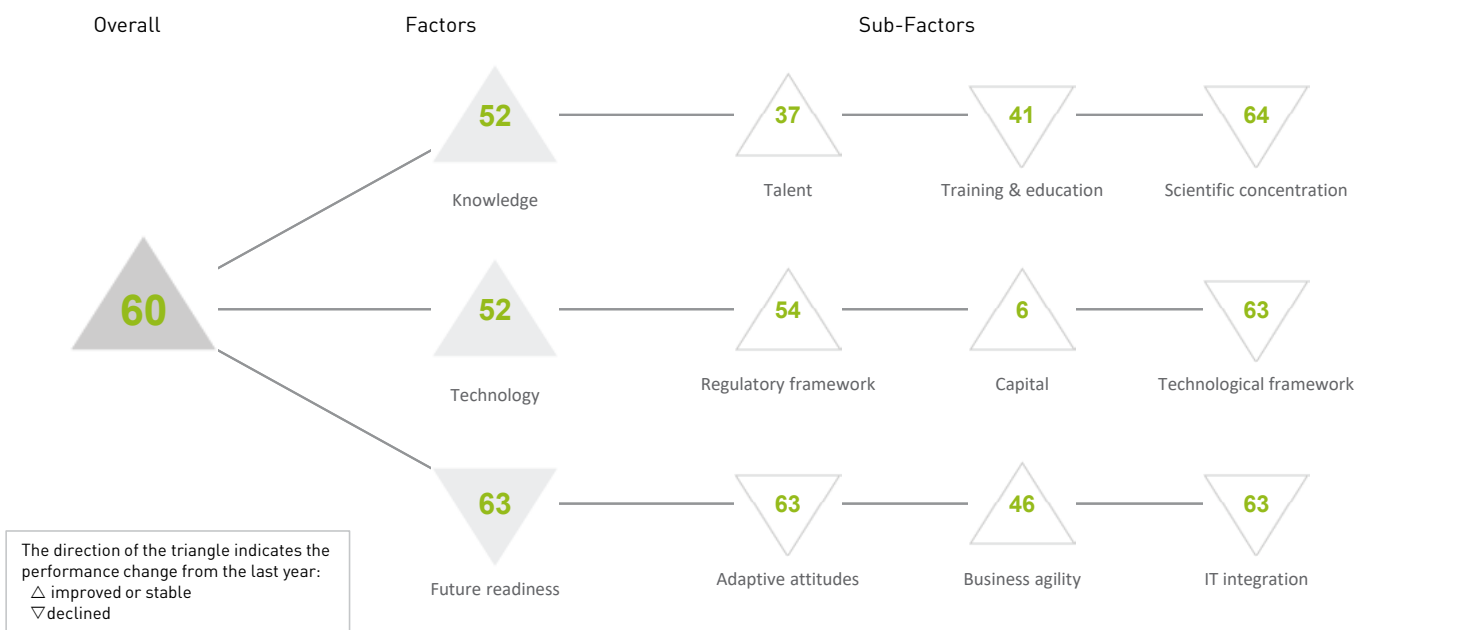 Overall Factors Sub-Factors
52 37 41 64
Knowledge Talent Training & education Scientific concentration
60 52 54 6 63
Technology Regulatory framework Capital Technological framework
63 63 46 63
Future readiness Adaptive attitudes Business agility IT integration
The direction of the triangle indicates the
performance change from the last year:
△ improved or stable
▽ declined